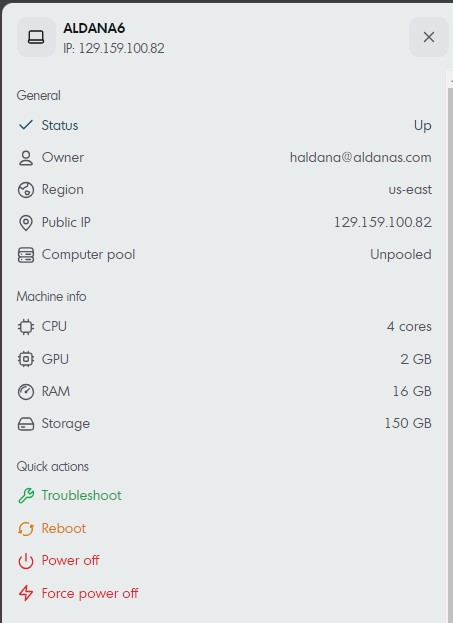 ALDANA6
IP: 129.159.100.82
General
Status Up
Owner haldana@aldanas.com
Region us-east
Public IP 129.159.100.82
Computer pool Unpooled
Machine info
CPU 4 cores
GPU 2 GB
RAM 16 GB
Storage 150 GB
Quick actions
Troubleshoot
Reboot
Power off
Force power off